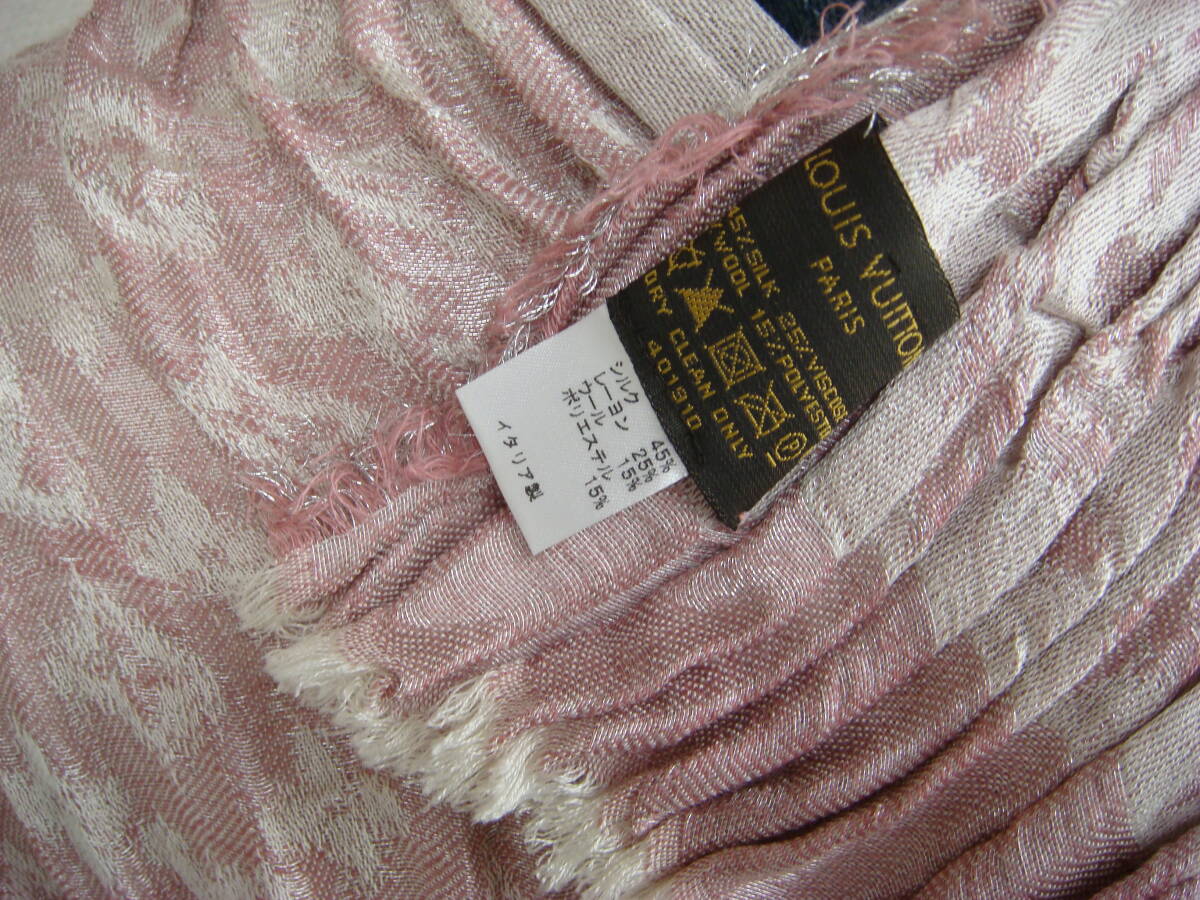 LOUIS VUITTON
PARIS
45% SILK 25% VISCOSE
WOOL 15% POLYESTER
DRY CLEAN ONLY
401910
シルク 45%
レーヨン 25%
ウール 15%
ポリエステル 15%
イタリア製